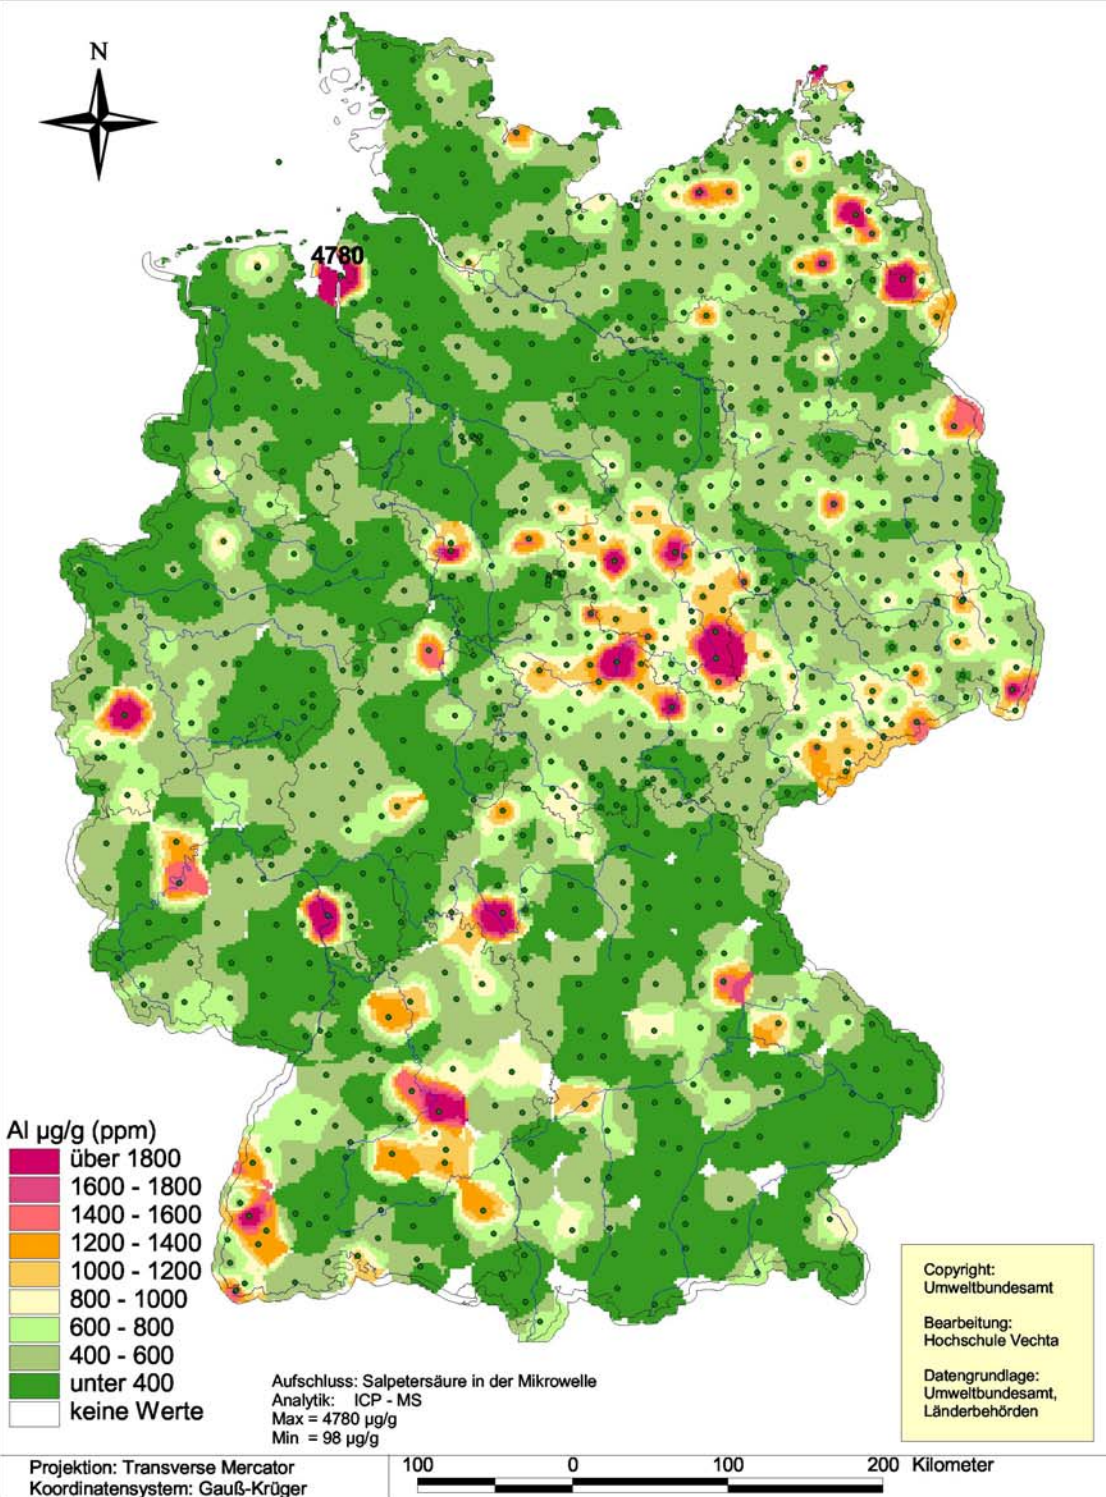 N
4780
Al µg/g (ppm)
über 1800
1600 - 1800
1400 - 1600
1200 - 1400
1000 - 1200
800 - 1000
600 - 800
400 - 600
unter 400
keine Werte
Aufschluss: Salpetersäure in der Mikrowelle
Analytik: ICP - MS
Max = 4780 µg/g
Min = 98 µg/g
Copyright:
Umweltbundesamt
Bearbeitung:
Hochschule Vechta
Datengrundlage:
Umweltbundesamt,
Länderbehörden
Projektion: Transverse Mercator
Koordinatensystem: Gauß-Krüger
100 0 100 200 Kilometer